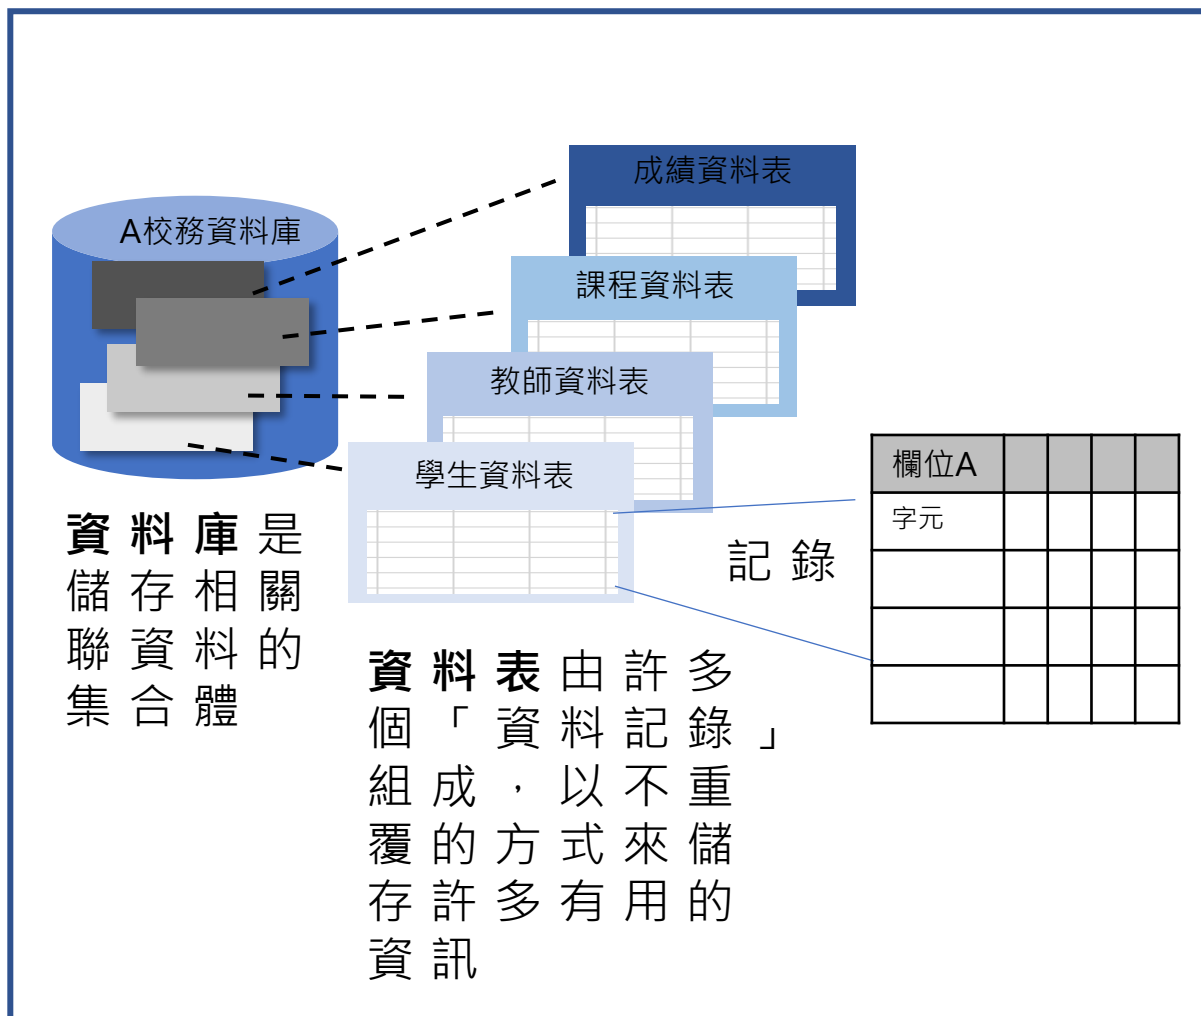 成績資料表
A校務資料庫
課程資料表
教師資料表
學生資料表
欄位A
字元
記錄
資料庫是
儲存相關
聯資料的
集合體
資料表由許多
個「資料記錄」
組成，以不重
覆的方式來儲
存許多有用的
資訊